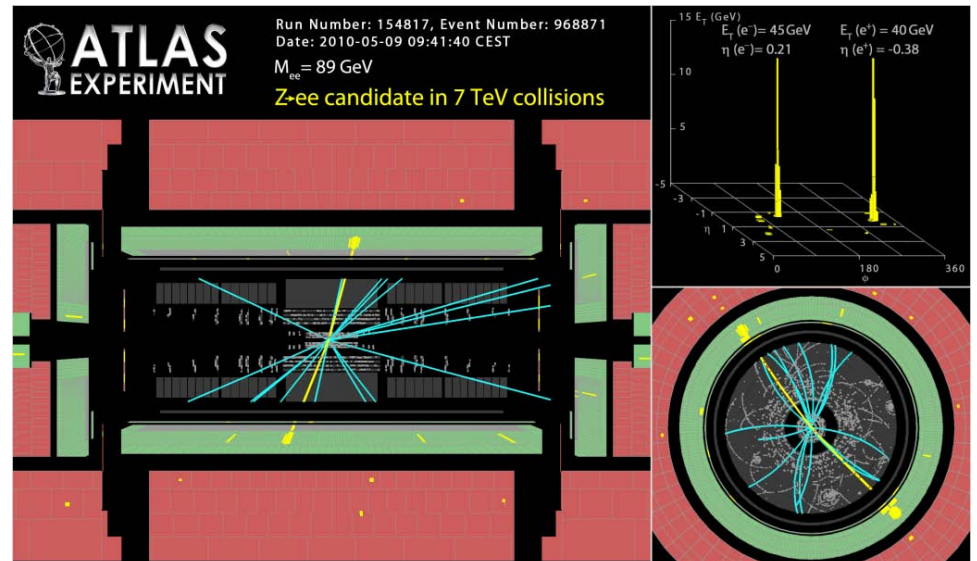 ATLAS
EXPERIMENT
Run Number: 154817, Event Number: 968871
Date: 2010-05-09 09:41:40 CEST
Mee= 89 GeV
Z→ee candidate in 7 TeV collisions
15 ET (GeV)
ET (e⁻) = 45 GeV ET (e⁺) = 40 GeV
η (e⁻) = 0.21 η (e⁺) = -0.38
10
5
-5
-3
-1
η 1
3
5
0 180 360
Φ